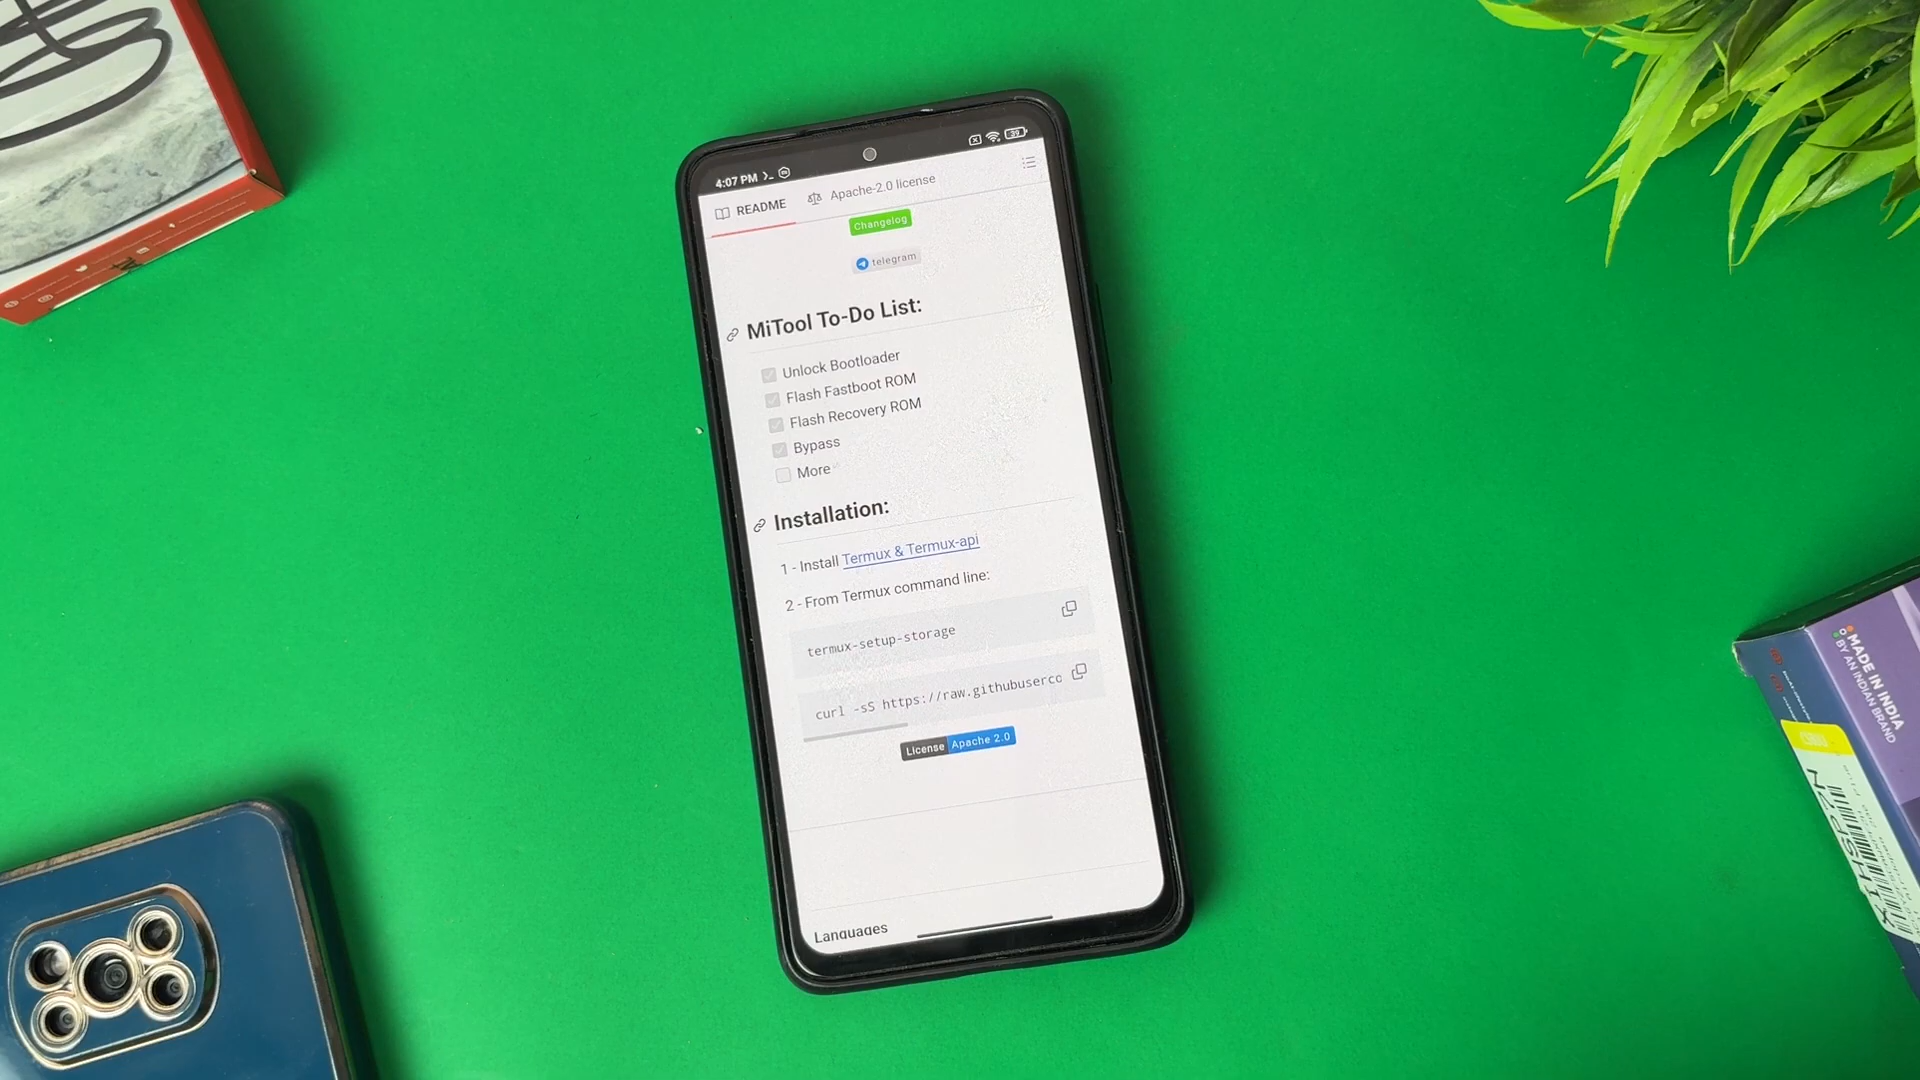 4:07 PM
39
README
Apache-2.0 license
Changelog
telegram
MiTool To-Do List:
Unlock Bootloader
Flash Fastboot ROM
Flash Recovery ROM
Bypass
More
Installation:
1 - Install Termux & Termux-api
2 - From Termux command line:
termux-setup-storage
curl -sS https://raw.githubuserco
License Apache 2.0
Languages
MADE IN INDIA
BY AN INDIAN BRAND